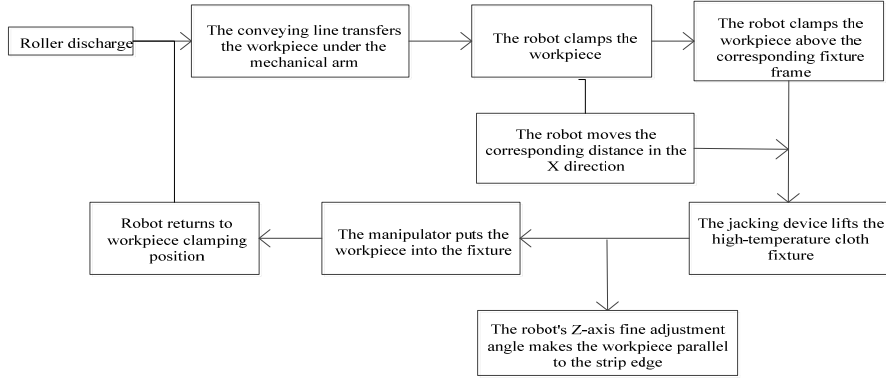 Roller discharge
The conveying line transfers
the workpiece under the
mechanical arm
The robot clamps the
workpiece
The robot clamps the
workpiece above the
corresponding fixture
frame
The robot moves the
corresponding distance in the
X direction
Robot returns to
workpiece clamping
position
The manipulator puts the
workpiece into the fixture
The jacking device lifts the
high-temperature cloth
fixture
The robot's Z-axis fine adjustment
angle makes the workpiece parallel
to the strip edge